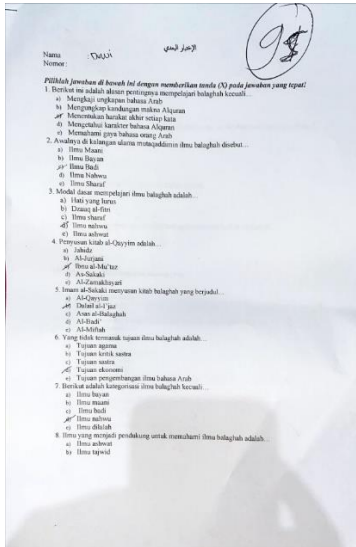 الإختبار البعدي
Nama : Dewi
Nomor :
Pilihlah jawaban di bawah ini dengan memberikan tanda (X) pada jawaban yang tepat!
1. Berikut ini adalah alasan pentingnya mempelajari balaghah kecuali…
a) Mengkaji ungkapan bahasa Arab
b) Mengungkap kandungan makna Alquran
c) Menentukan harakat akhir setiap kata
d) Mengetahui karakter bahasa Alquran
e) Memahami gaya bahasa orang Arab
2. Awalnya di kalangan ulama mutaqaddimin ilmu balaghah disebut…
a) Ilmu Maani
b) Ilmu Bayan
Ilmu Badi
d) Ilmu Nahwu
e) Ilmu Sharaf
3. Modal dasar mempelajari ilmu balaghah adalah…
a) Hati yang lurus
b) Dzauq al-fitri
c) Ilmu sharaf
d) Ilmu nahwu
e) Ilmu ashwat
4. Penyusun kitab al-Qayyim adalah…
a) Jahidz
b) Al-Jurjani
c) Ibnu al-Mu'taz
d) As-Sakaki
e) Al-Zamakhsyari
5. Imam al-Sakaki menyusun kitab balaghah yang berjudul…
a) Al-Qayyim
b) Dalail al-I'jaz
c) Asas al-Balaghah
d) Al-Badi'
e) Al-Miftah
6. Yang tidak termasuk tujuan ilmu balaghah adalah…
a) Tujuan agama
b) Tujuan kritik sastra
c) Tujuan sastra
d) Tujuan ekonomi
e) Tujuan pengembangan ilmu bahasa Arab
7. Berikut adalah kategorisasi ilmu balaghah kecuali…
a) Ilmu bayan
b) Ilmu maani
c) Ilmu badi
d) Ilmu nahwu
e) Ilmu dilalah
8. Ilmu yang menjadi pendukung untuk memahami ilmu balaghah adalah…
a) Ilmu ashwat
b) Ilmu tajwid